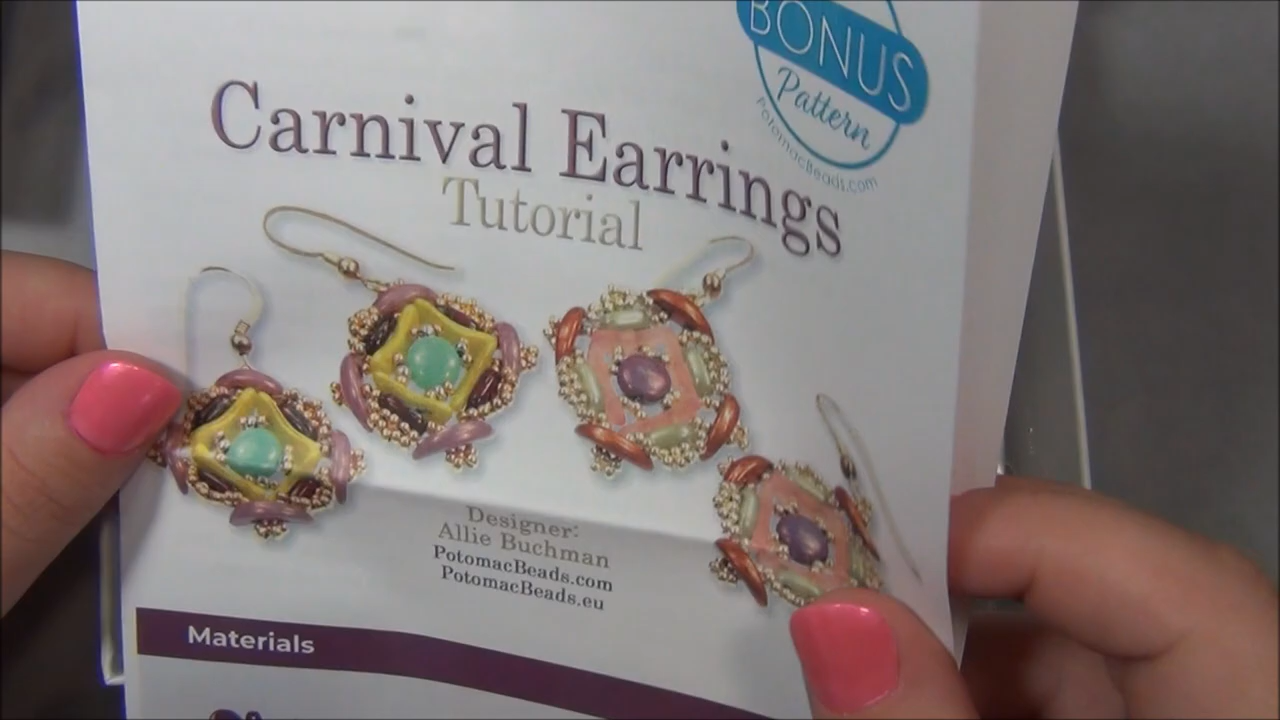 BONUS
Pattern
PotomacBeads.com
Carnival Earrings
Tutorial
Designer:
Allie Buchman
PotomacBeads.com
PotomacBeads.eu
Materials